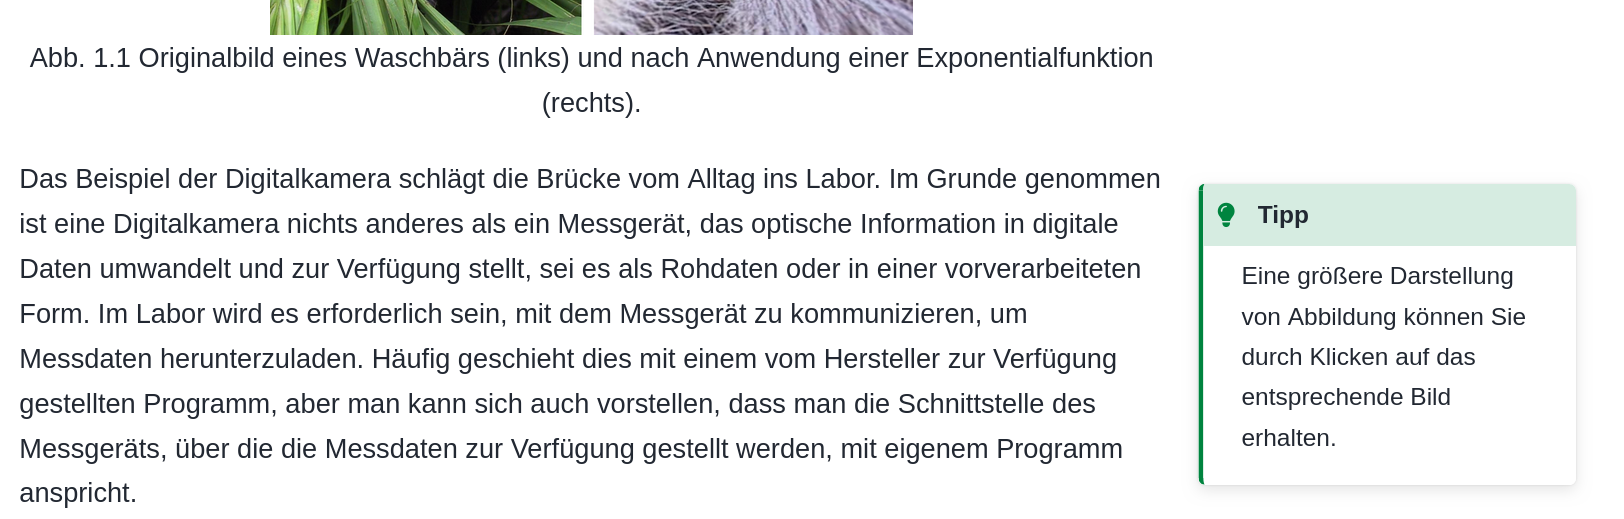 Abb. 1.1 Originalbild eines Waschbärs (links) und nach Anwendung einer Exponentialfunktion
(rechts).
Das Beispiel der Digitalkamera schlägt die Brücke vom Alltag ins Labor. Im Grunde genommen
ist eine Digitalkamera nichts anderes als ein Messgerät, das optische Information in digitale
Daten umwandelt und zur Verfügung stellt, sei es als Rohdaten oder in einer vorverarbeiteten
Form. Im Labor wird es erforderlich sein, mit dem Messgerät zu kommunizieren, um
Messdaten herunterzuladen. Häufig geschieht dies mit einem vom Hersteller zur Verfügung
gestellten Programm, aber man kann sich auch vorstellen, dass man die Schnittstelle des
Messgeräts, über die die Messdaten zur Verfügung gestellt werden, mit eigenem Programm
anspricht.
Tipp
Eine größere Darstellung
von Abbildung können Sie
durch Klicken auf das
entsprechende Bild
erhalten.